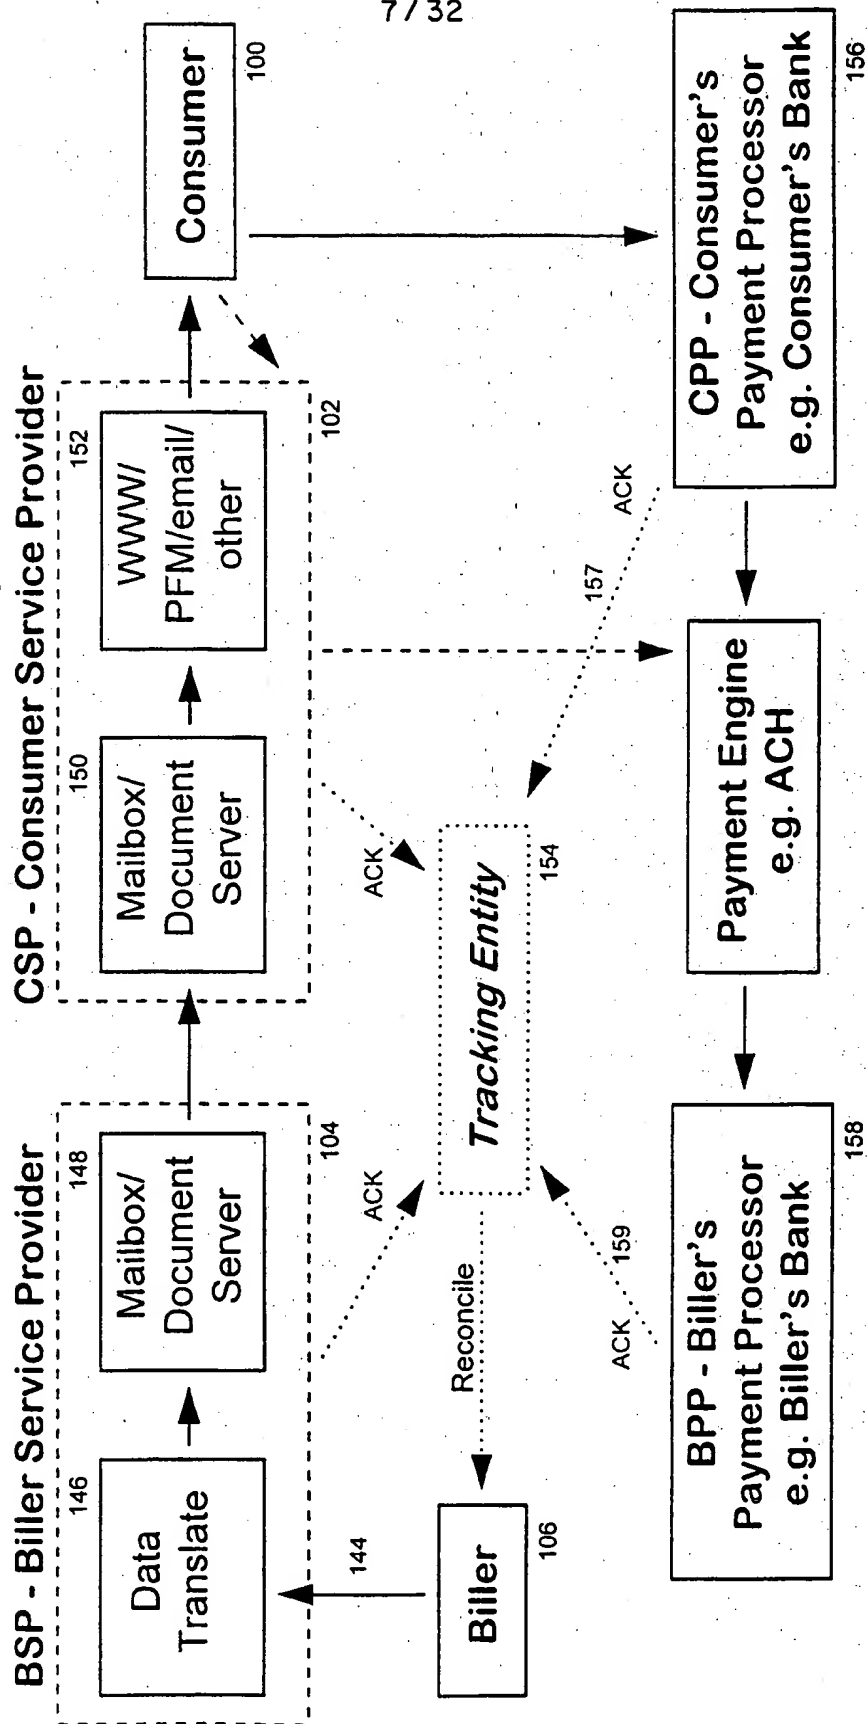 7/32
BSP - Biller Service Provider
CSP - Consumer Service Provider
146
Data
Translate
148
Mailbox/
Document
Server
150
Mailbox/
Document
Server
152
WWW/
PFM/email/
other
Consumer
100
104
102
144
ACK
ACK
Biller
106
Reconcile
Tracking Entity
154
157
ACK
ACK
159
BPP - Biller's
Payment Processor
e.g. Biller's Bank
158
Payment Engine
e.g. ACH
CPP - Consumer's
Payment Processor
e.g. Consumer's Bank
156